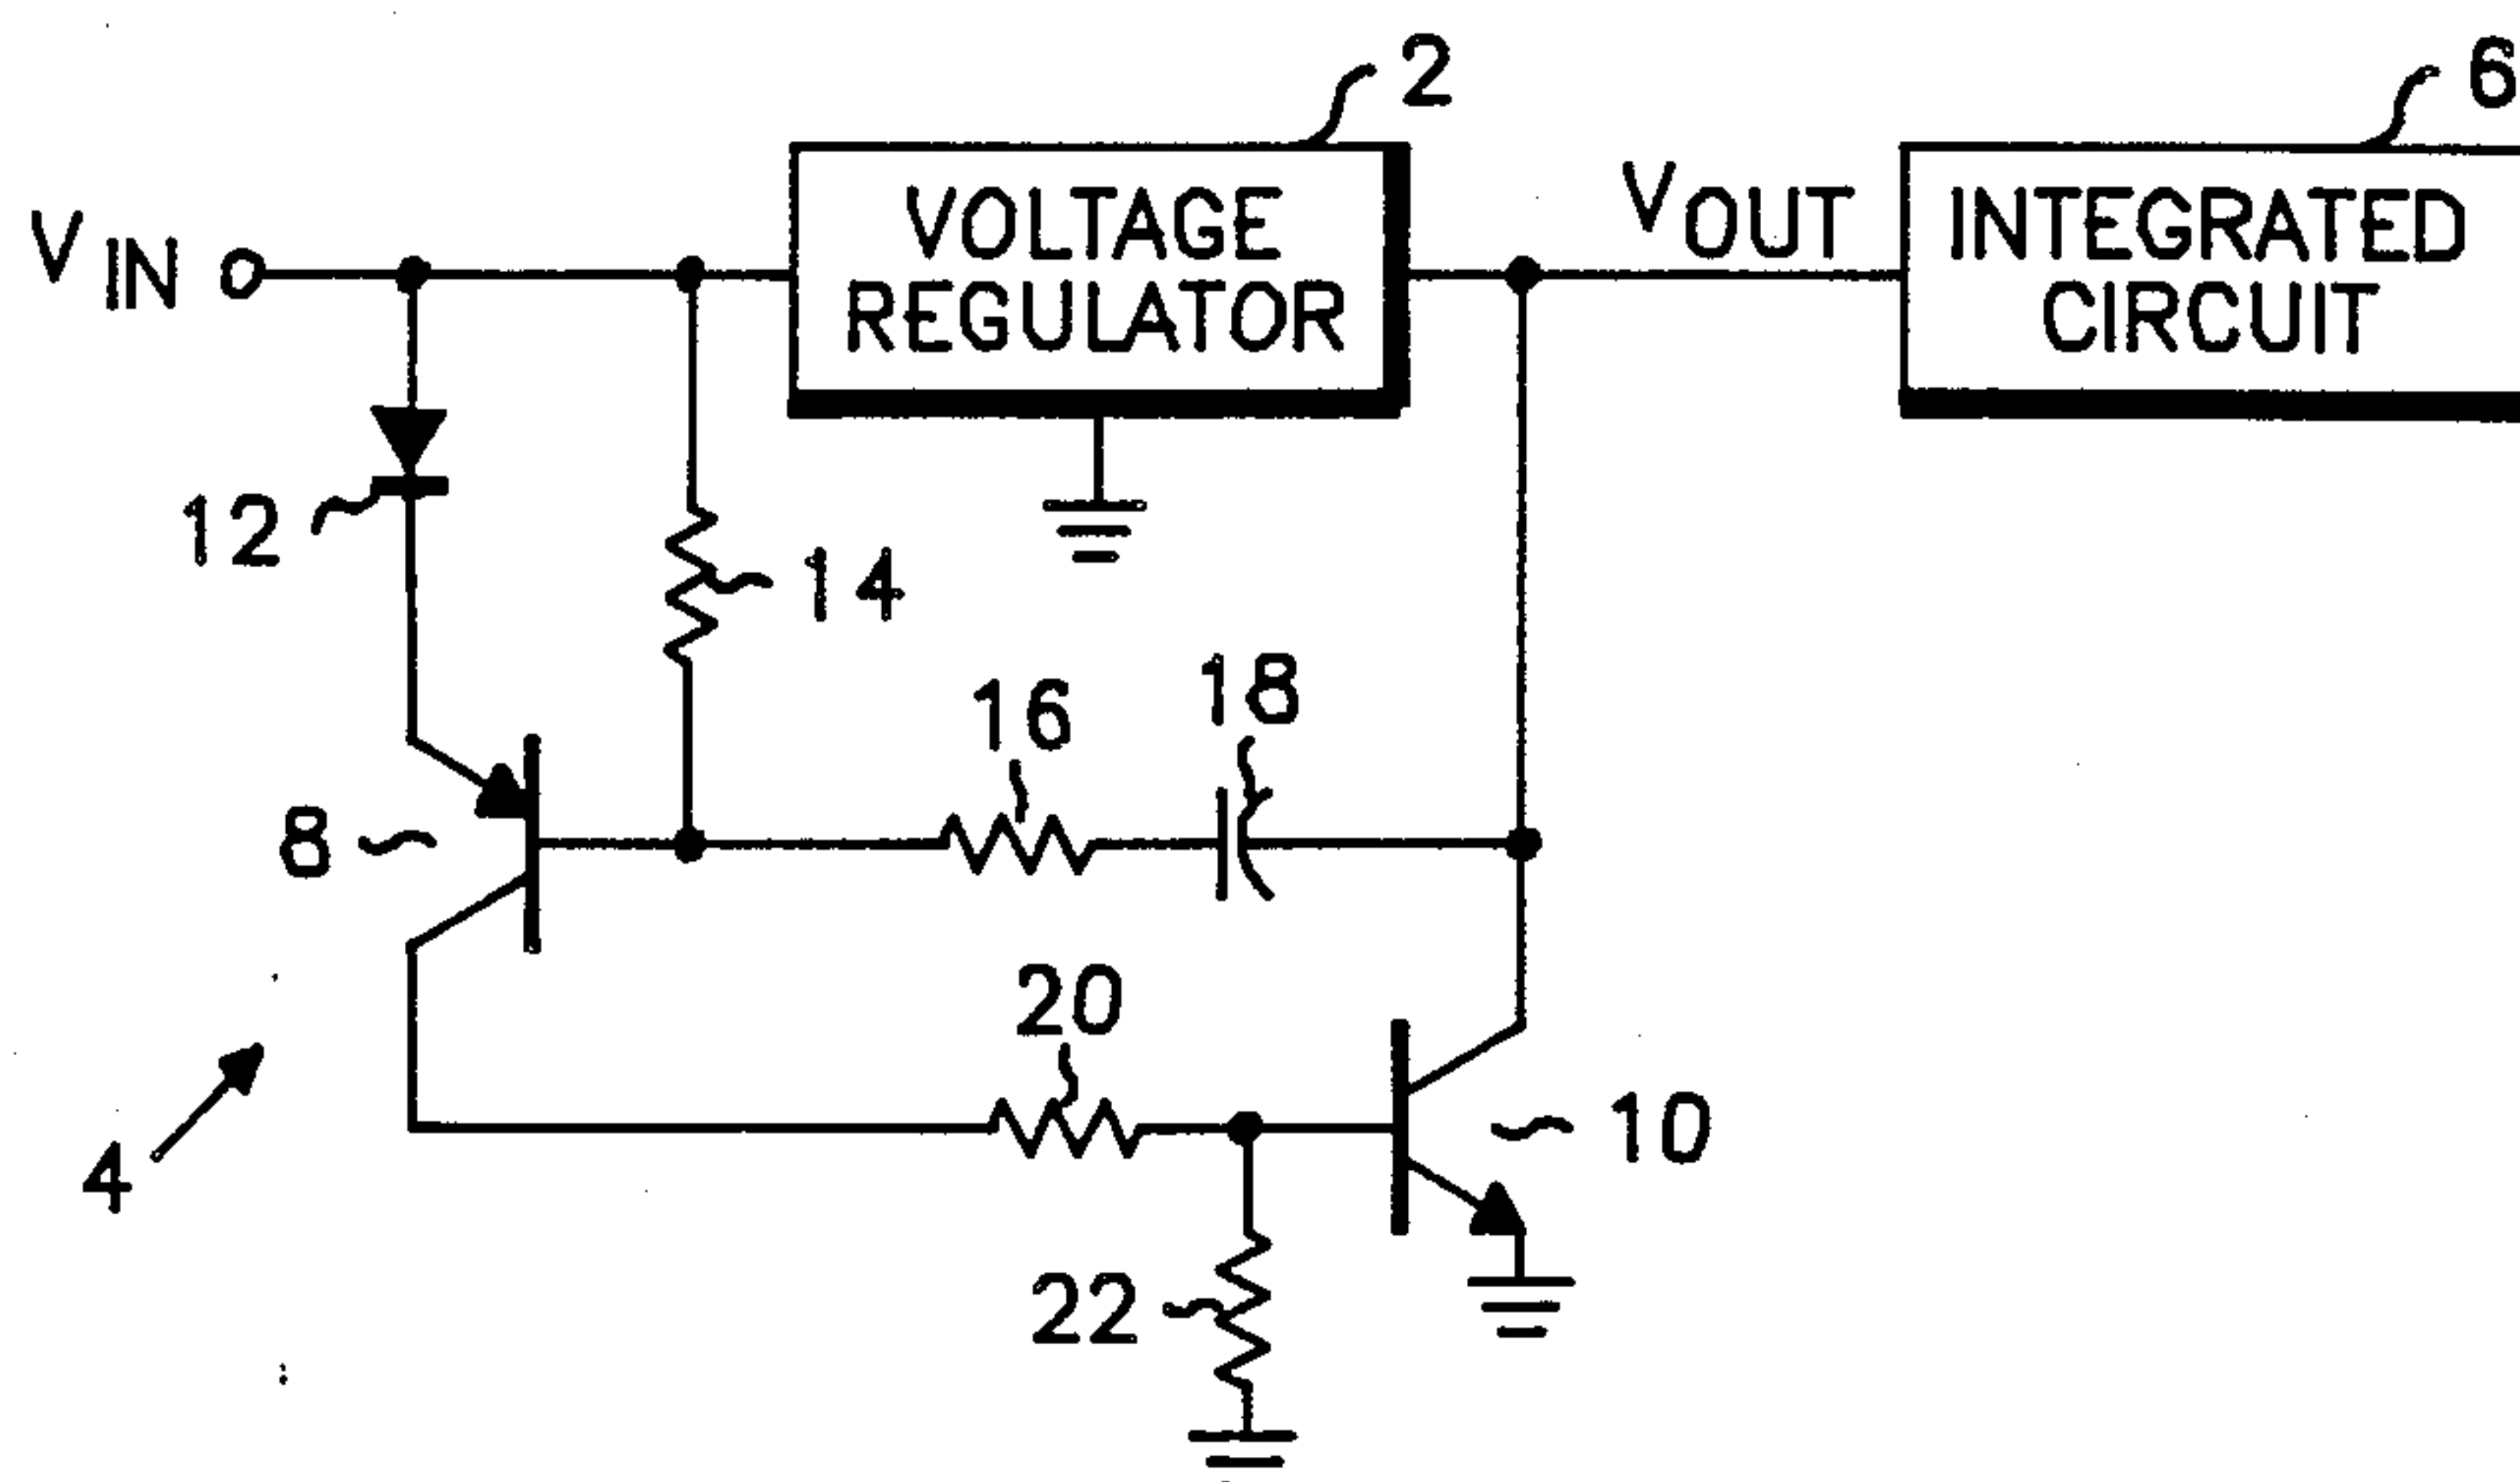 2
6
VIN
VOLTAGE
REGULATOR
VOUT
INTEGRATED
CIRCUIT
12
14
16
18
8
20
10
4
22